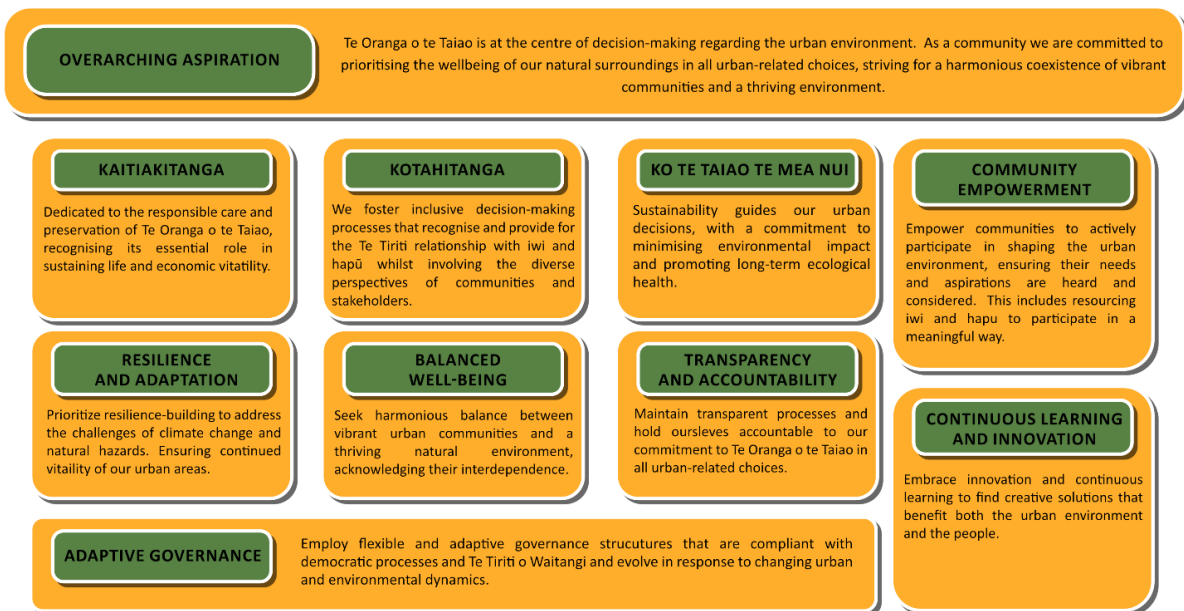 OVERARCHING ASPIRATION
Te Oranga o te Taiao is at the centre of decision-making regarding the urban environment. As a community we are committed to
prioritising the wellbeing of our natural surroundings in all urban-related choices, striving for a harmonious coexistence of vibrant
communities and a thriving environment.
KAITIAKITANGA
Dedicated to the responsible care and
preservation of Te Oranga o te Taiao,
recognising its essential role in
sustaining life and economic vitatility.
KOTAHITANGA
We foster inclusive decision-making
processes that recognise and provide for
the Te Tiriti relationship with iwi and
hapū whilst involving the diverse
perspectives of communities and
stakeholders.
KO TE TAIAO TE MEA NUI
Sustainability guides our urban
decisions, with a commitment to
minimising environmental impact
and promoting long-term ecological
health.
COMMUNITY
EMPOWERMENT
Empower communities to actively
participate in shaping the urban
environment, ensuring their needs
and aspirations are heard and
considered. This includes resourcing
iwi and hapu to participate in a
meaningful way.
RESILIENCE
AND ADAPTATION
Prioritize resilience-building to address
the challenges of climate change and
natural hazards. Ensuring continued
vitaility of our urban areas.
BALANCED
WELL-BEING
Seek harmonious balance between
vibrant urban communities and a
thriving natural environment,
acknowledging their interdependence.
TRANSPARENCY
AND ACCOUNTABILITY
Maintain transparent processes and
hold oursleves accountable to our
commitment to Te Oranga o te Taiao in
all urban-related choices.
CONTINUOUS LEARNING
AND INNOVATION
Embrace innovation and continuous
learning to find creative solutions that
benefit both the urban environment
and the people.
ADAPTIVE GOVERNANCE
Employ flexible and adaptive governance strucutures that are compliant with
democratic processes and Te Tiriti o Waitangi and evolve in response to changing urban
and environmental dynamics.